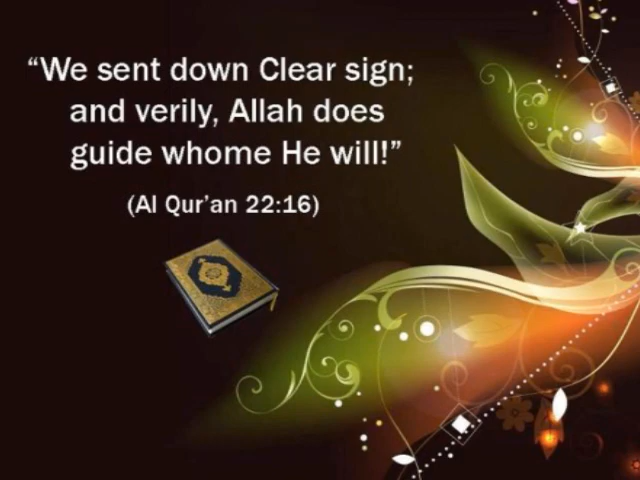 “We sent down Clear sign;
and verily, Allah does
guide whome He will!”
(Al Qur’an 22:16)